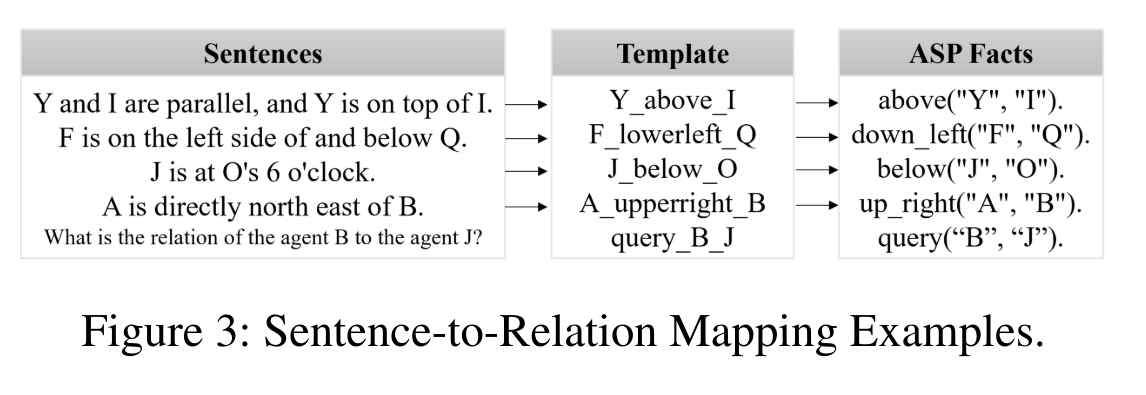 Sentences Template ASP Facts
Y and I are parallel, and Y is on top of I. Y_above_I above("Y", "I").
F is on the left side of and below Q. F_lowerleft_Q down_left("F", "Q").
J is at O's 6 o'clock. J_below_O below("J", "O").
A is directly north east of B. A_upperright_B up_right("A", "B").
What is the relation of the agent B to the agent J? query_B_J query(“B”, “J”).
Figure 3: Sentence-to-Relation Mapping Examples.